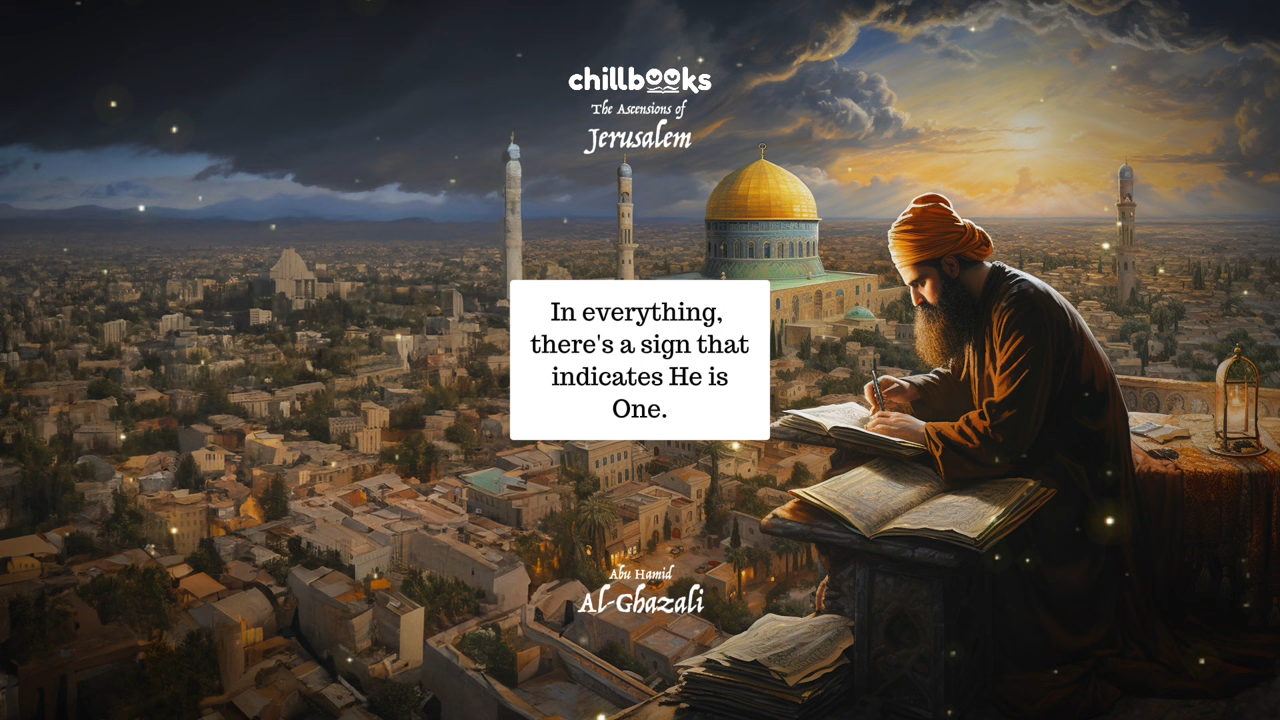 chillbooks
The Ascensions of
Jerusalem
In everything,
there's a sign that
indicates He is
One.
Abu Hamid
Al-Ghazali